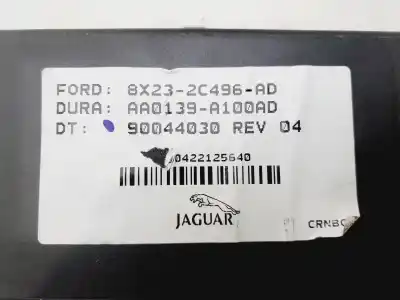 FORD: 8X23-2C496-AD
DURA: AA0139-A100AD
DT: 90044030 REV 04
0422125640
JAGUAR
CRNBC